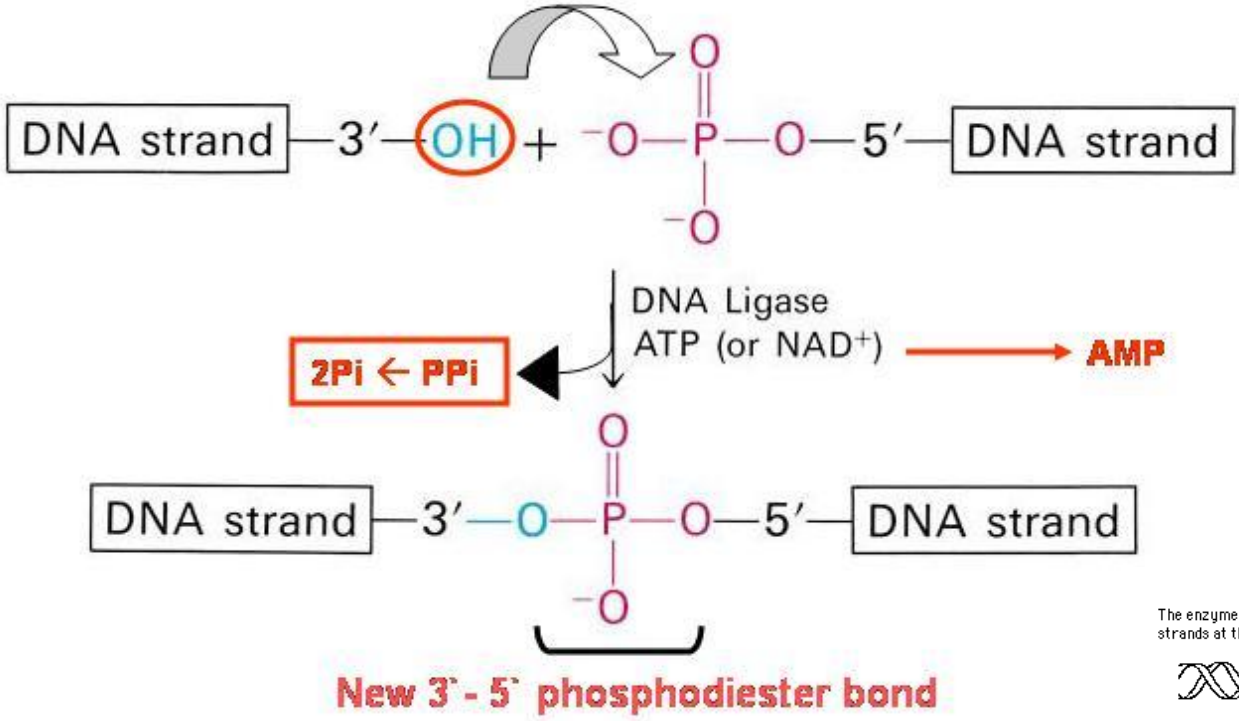 O
DNA strand — 3′ — OH + ⁻O — P — O — 5′ — DNA strand
⁻O
DNA Ligase
ATP (or NAD⁺) → AMP
2Pi ← PPi
O
DNA strand — 3′ — O — P — O — 5′ — DNA strand
⁻O
The enzyme
strands at t
New 3` - 5` phosphodiester bond